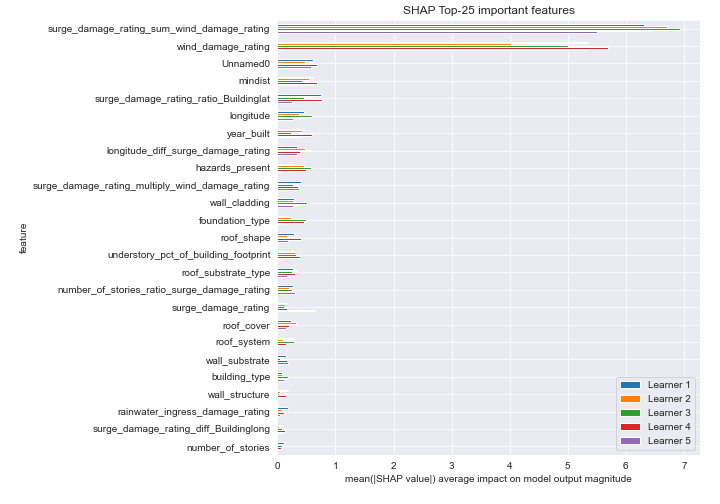 SHAP Top-25 important features
feature
surge_damage_rating_sum_wind_damage_rating
wind_damage_rating
Unnamed0
mindist
surge_damage_rating_ratio_Buildinglat
longitude
year_built
longitude_diff_surge_damage_rating
hazards_present
surge_damage_rating_multiply_wind_damage_rating
wall_cladding
foundation_type
roof_shape
understory_pct_of_building_footprint
roof_substrate_type
number_of_stories_ratio_surge_damage_rating
surge_damage_rating
roof_cover
roof_system
wall_substrate
building_type
wall_structure
rainwater_ingress_damage_rating
surge_damage_rating_diff_Buildinglong
number_of_stories
Learner 1
Learner 2
Learner 3
Learner 4
Learner 5
0 1 2 3 4 5 6 7
mean(|SHAP value|) average impact on model output magnitude